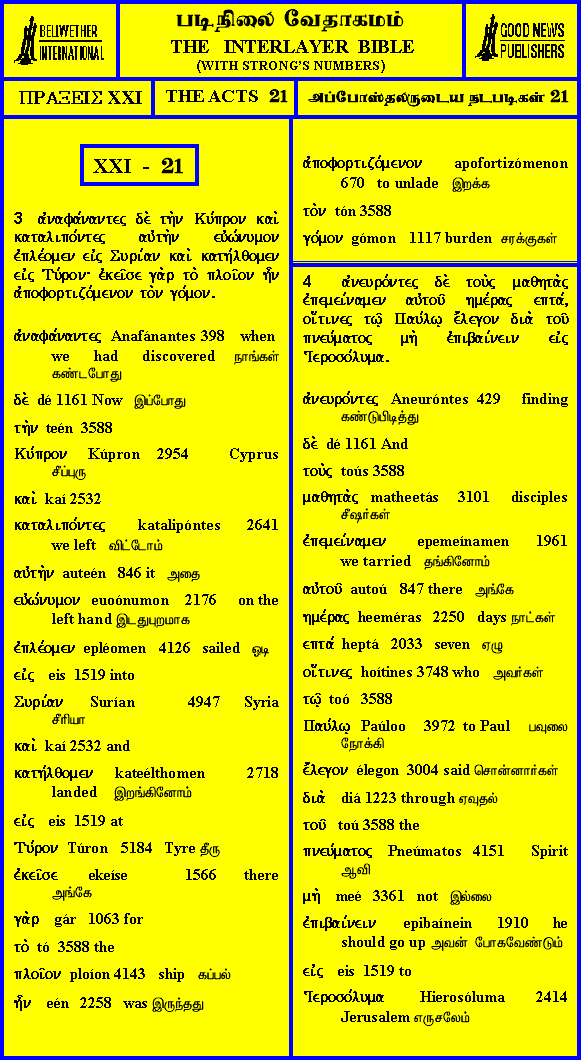 BELLWETHER
INTERNATIONAL
படிநிலை வேதாகமம்
THE INTERLAYER BIBLE
(WITH STRONG'S NUMBERS)
GOOD NEWS
PUBLISHERS
ΠΡΑΞΕΙΣ XXI
THE ACTS 21
அப்போஸ்தலருடைய நடபடிகள் 21
XXI - 21
3 ἀναφάναντες δὲ τὴν Κύπρον καὶ
καταλιπόντες αὐτὴν εὐώνυμον
ἐπλέομεν εἰς Συρίαν καὶ κατήλθομεν
εἰς Τύρον· ἐκεῖσε γὰρ τὸ πλοῖον ἦν
ἀποφορτιζόμενον τὸν γόμον.
ἀναφάναντες Anafánantes 398 when
we had discovered நாங்கள்
கண்டபோது
δὲ dé 1161 Now இப்போது
τὴν teén 3588
Κύπρον Kúpron 2954 Cyprus
சீப்புரு
καὶ kaí 2532
καταλιπόντες katalipóntes 2641
we left விட்டோம்
αὐτὴν auteén 846 it அதை
εὐώνυμον euoónumon 2176 on the
left hand இடதுபுறமாக
ἐπλέομεν epléomen 4126 sailed ஓடி
εἰς eis 1519 into
Συρίαν Surían 4947 Syria
சீரியா
καὶ kaí 2532 and
κατήλθομεν kateélthomen 2718
landed இறங்கினோம்
εἰς eis 1519 at
Τύρον Túron 5184 Tyre தீரு
ἐκεῖσε ekeíse 1566 there
அங்கே
γὰρ gár 1063 for
τὸ tó 3588 the
πλοῖον ploíon 4143 ship கப்பல்
ἦν eén 2258 was இருந்தது
ἀποφορτιζόμενον apofortizómenon
670 to unlade இறக்க
τὸν tón 3588
γόμον gómon 1117 burden சரக்குகள்
4 ἀνευρόντες δὲ τοὺς μαθητὰς
ἐπεμείναμεν αὐτοῦ ημέρας επτά,
οἵτινες τῷ Παύλῳ ἔλεγον διὰ τοῦ
πνεύματος μὴ ἐπιβαίνειν εἰς
Ἱεροσόλυμα.
ἀνευρόντες Aneuróntes 429 finding
கண்டுபிடித்து
δὲ dé 1161 And
τοὺς toús 3588
μαθητὰς matheetás 3101 disciples
சீஷர்கள்
ἐπεμείναμεν epemeínamen 1961
we tarried தங்கினோம்
αὐτοῦ autoú 847 there அங்கே
ημέρας heeméras 2250 days நாட்கள்
επτά heptá 2033 seven ஏழு
οἵτινες hoítines 3748 who அவர்கள்
τῷ toó 3588
Παύλῳ Paúloo 3972 to Paul பவுலை
நோக்கி
ἔλεγον élegon 3004 said சொன்னார்கள்
διὰ diá 1223 through ஏவுதல்
τοῦ toú 3588 the
πνεύματος Pneúmatos 4151 Spirit
ஆவி
μὴ meé 3361 not இல்லை
ἐπιβαίνειν epibaínein 1910 he
should go up அவன் போகவேண்டும்
εἰς eis 1519 to
Ἱεροσόλυμα Hierosóluma 2414
Jerusalem எருசலேம்